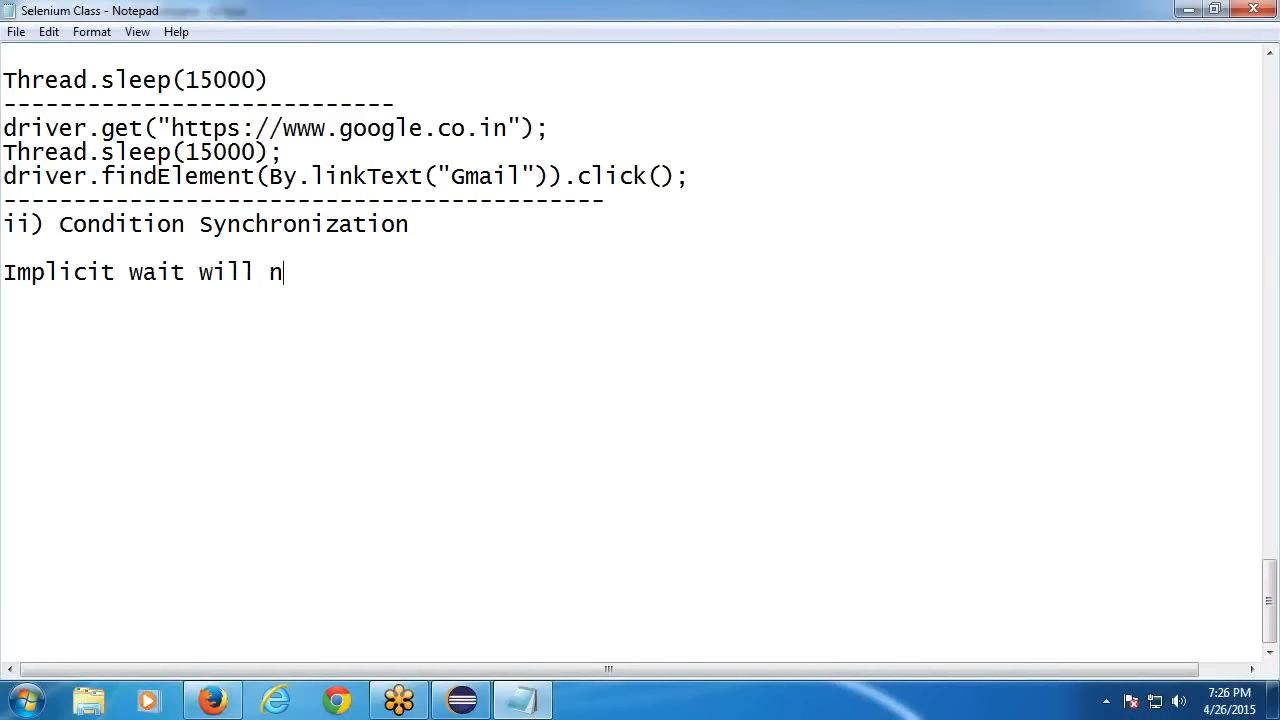 Selenium Class - Notepad
File Edit Format View Help
Thread.sleep(15000)
----------------------------
driver.get("https://www.google.co.in");
Thread.sleep(15000);
driver.findElement(By.linkText("Gmail")).click();
-------------------------------------------
ii) Condition Synchronization
Implicit wait will n
7:26 PM
4/26/2015